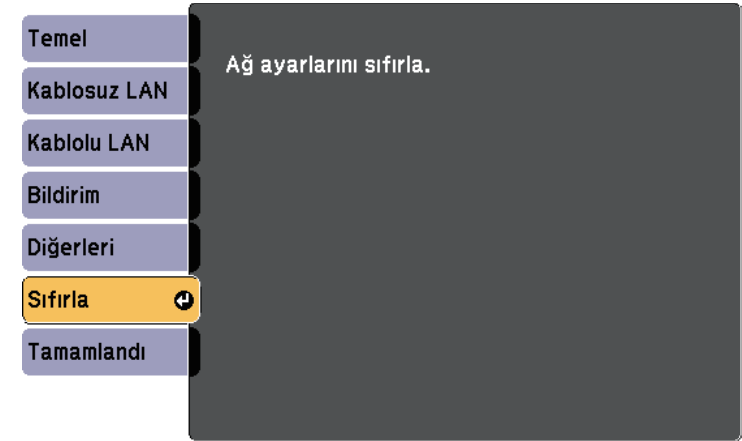 Temel
Ağ ayarlarını sıfırla.
Kablosuz LAN
Kablolu LAN
Bildirim
Diğerleri
Sıfırla
Tamamlandı